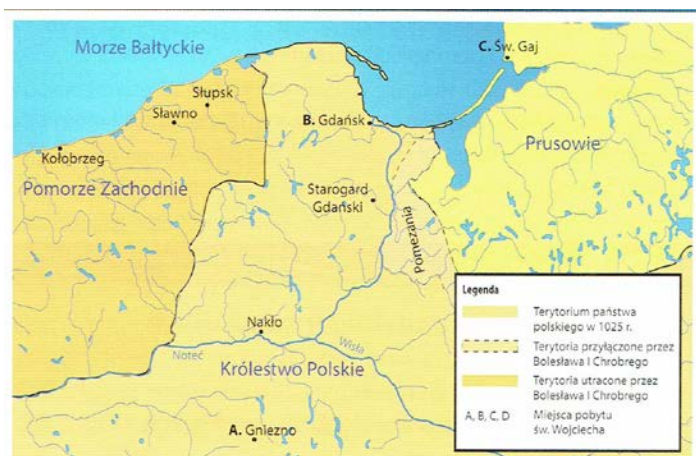 Morze Bałtyckie
C. Św. Gaj
Słupsk
Sławno
B. Gdańsk
Prusowie
Kołobrzeg
Pomorze Zachodnie
Starogard
Gdański
Pomezania
Nakło
Noteć
Wisła
Królestwo Polskie
A. Gniezno
Legenda
Terytorium państwa
polskiego w 1025 r.
Terytoria przyłączone przez
Bolesława I Chrobrego
Terytoria utracone przez
Bolesława I Chrobrego
A, B, C, D
Miejsca pobytu
św. Wojciecha